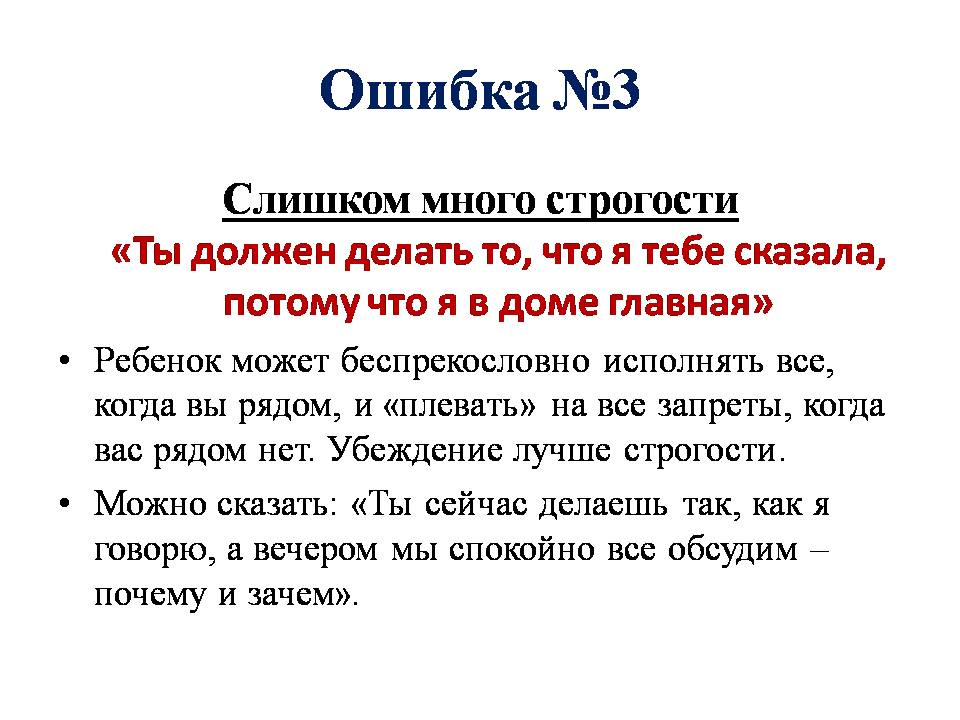 Ошибка №3
Слишком много строгости
«Ты должен делать то, что я тебе сказала,
потому что я в доме главная»
• Ребенок может беспрекословно исполнять все,
когда вы рядом, и «плевать» на все запреты, когда
вас рядом нет. Убеждение лучше строгости.
• Можно сказать: «Ты сейчас делаешь так, как я
говорю, а вечером мы спокойно все обсудим –
почему и зачем».